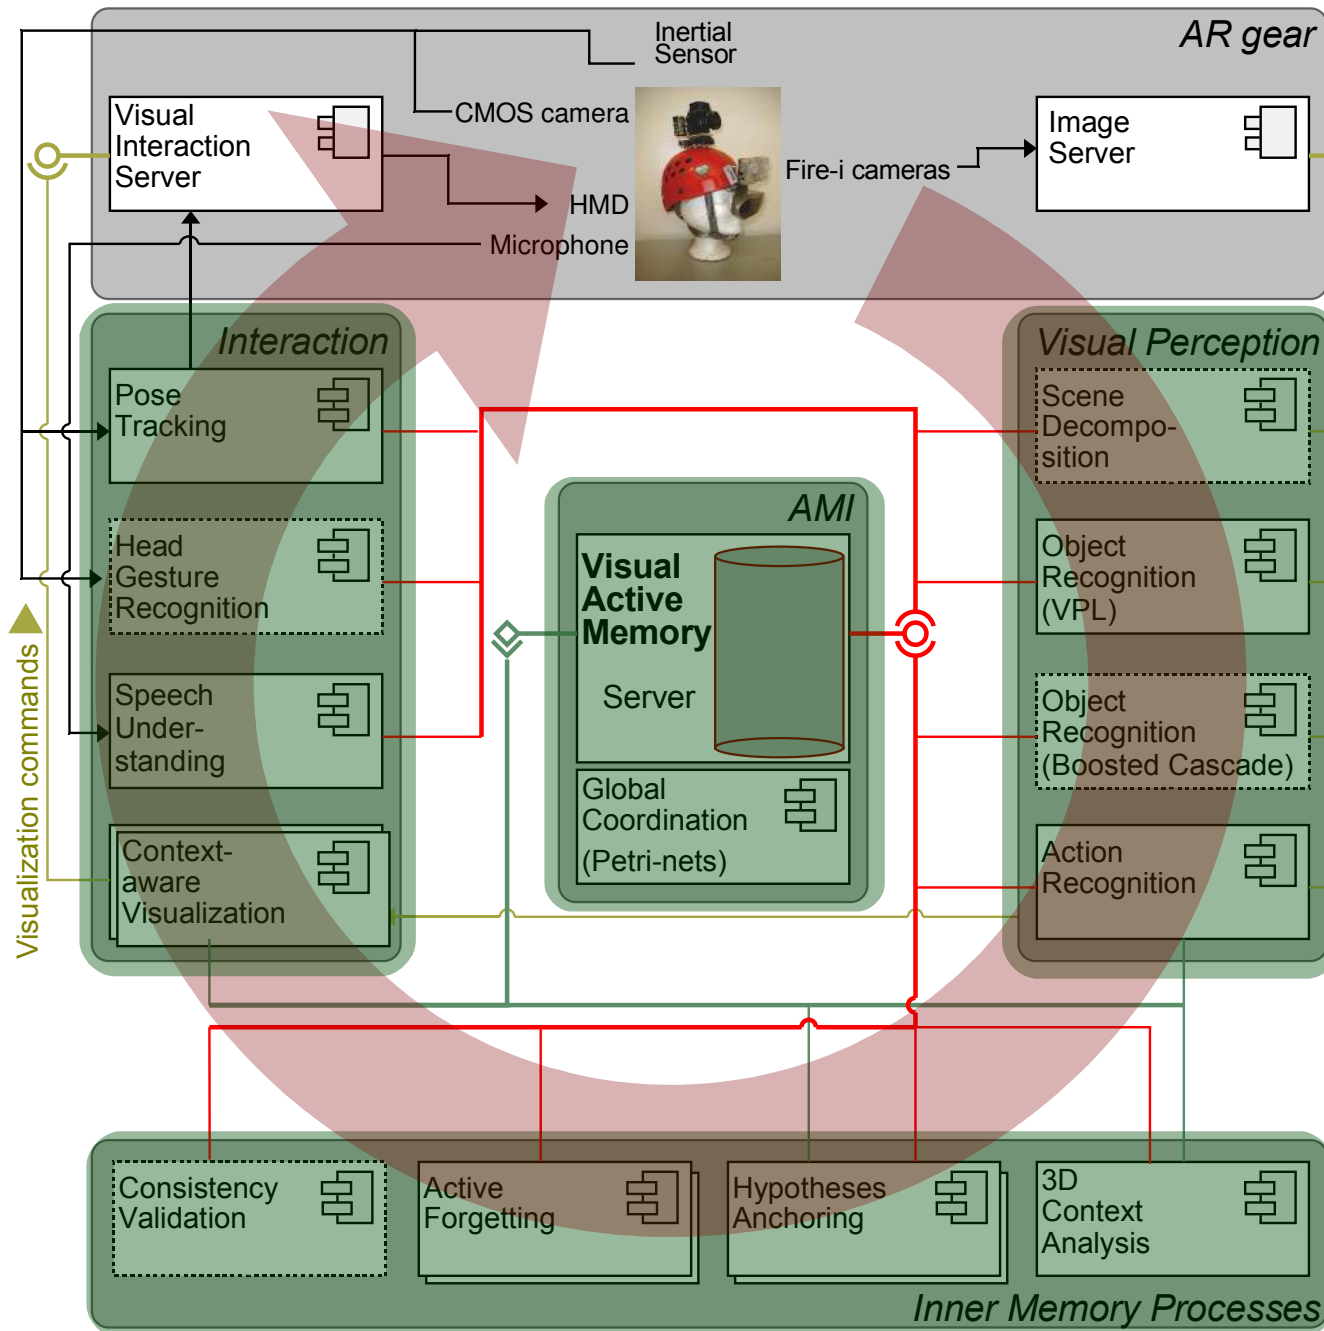 AR gear
Inertial
Sensor
CMOS camera
Visual
Interaction
Server
HMD
Microphone
Fire-i cameras
Image
Server
Interaction
Pose
Tracking
Head
Gesture
Recognition
Speech
Under-
standing
Context-
aware
Visualization
Visualization commands
AMI
Visual
Active
Memory
Server
Global
Coordination
(Petri-nets)
Visual Perception
Scene
Decompo-
sition
Object
Recognition
(VPL)
Object
Recognition
(Boosted Cascade)
Action
Recognition
Consistency
Validation
Active
Forgetting
Hypotheses
Anchoring
3D
Context
Analysis
Inner Memory Processes